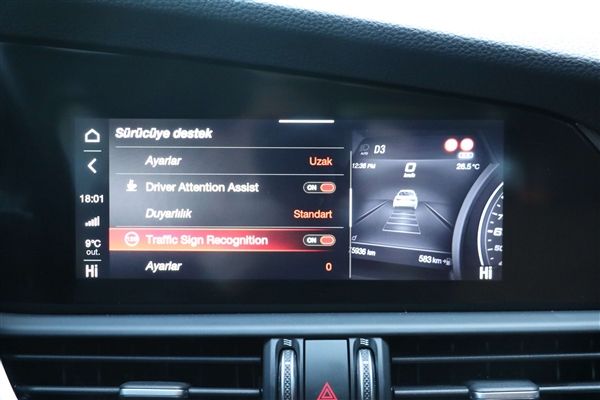 Sürücüye destek
Ayarlar Uzak
Driver Attention Assist ON
Duyarlılık Standart
Traffic Sign Recognition ON
Ayarlar 0
18:01
9°C
out.
Hi
D3
12:36 PM
26.5°C
5936 km
583 km
Hi